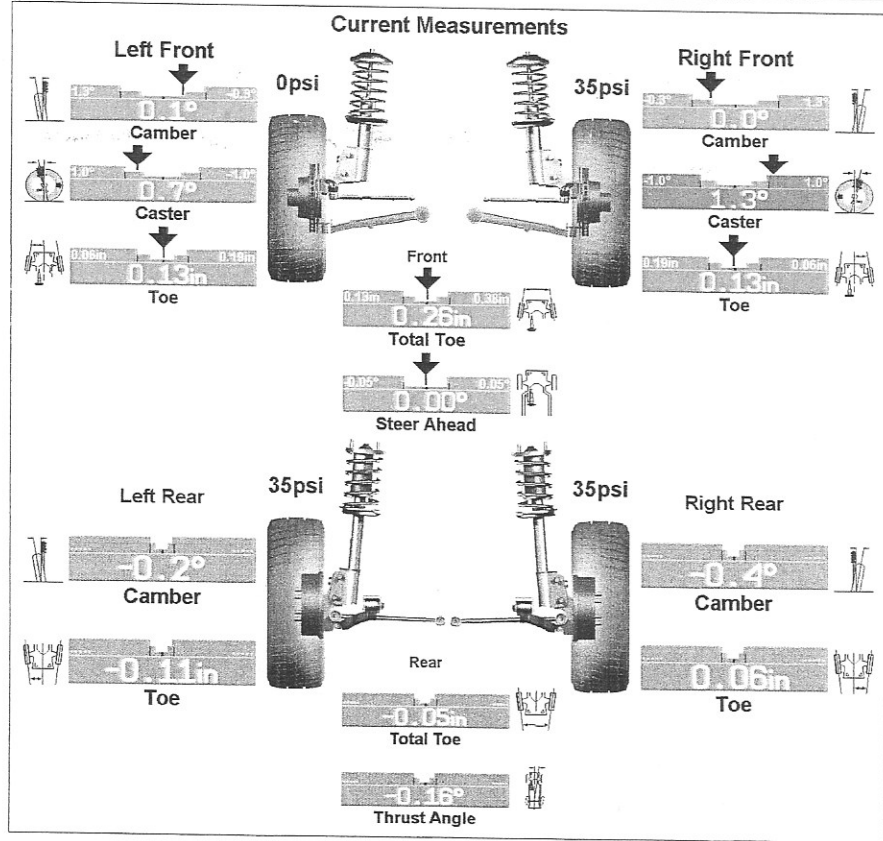 Current Measurements
Left Front
Right Front
0psi
35psi
1.3° -0.3°
0.1°
Camber
-0.3° 1.3°
0.0°
Camber
1.0° -1.0°
0.7°
Caster
-1.0° 1.0°
1.3°
Caster
0.06in 0.19in
0.13in
Toe
0.19in 0.06in
0.13in
Toe
Front
0.13in 0.38in
0.26in
Total Toe
-0.05° 0.05°
0.00°
Steer Ahead
Left Rear
35psi
35psi
Right Rear
-0.2°
Camber
-0.4°
Camber
-0.11in
Toe
0.06in
Toe
Rear
-0.05in
Total Toe
-0.16°
Thrust Angle